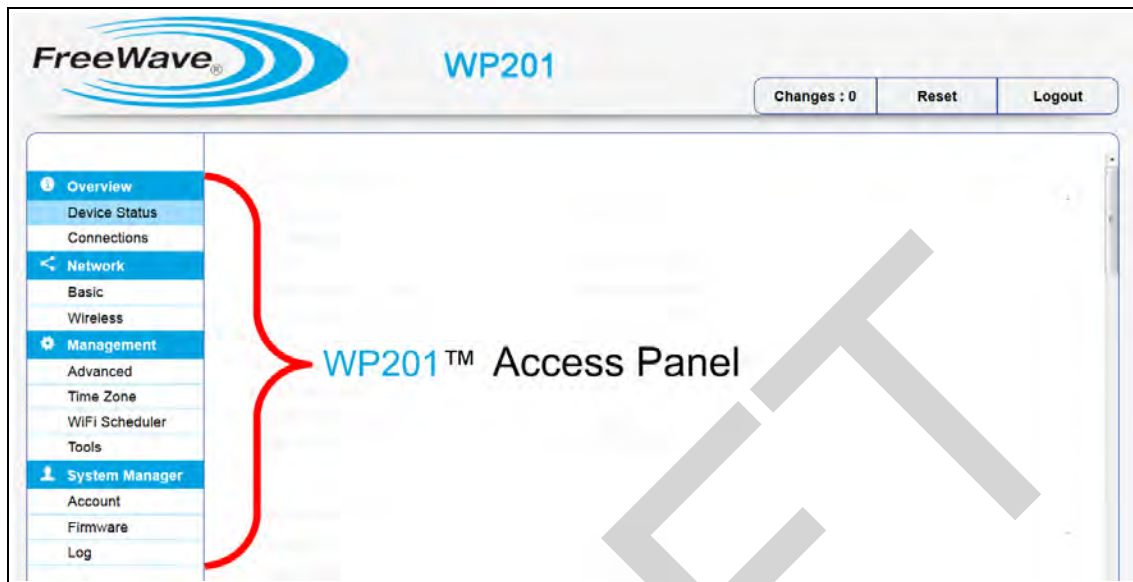 FreeWave®
WP201
Changes : 0
Reset
Logout
Overview
Device Status
Connections
Network
Basic
Wireless
Management
Advanced
Time Zone
WiFi Scheduler
Tools
System Manager
Account
Firmware
Log
WP201™ Access Panel